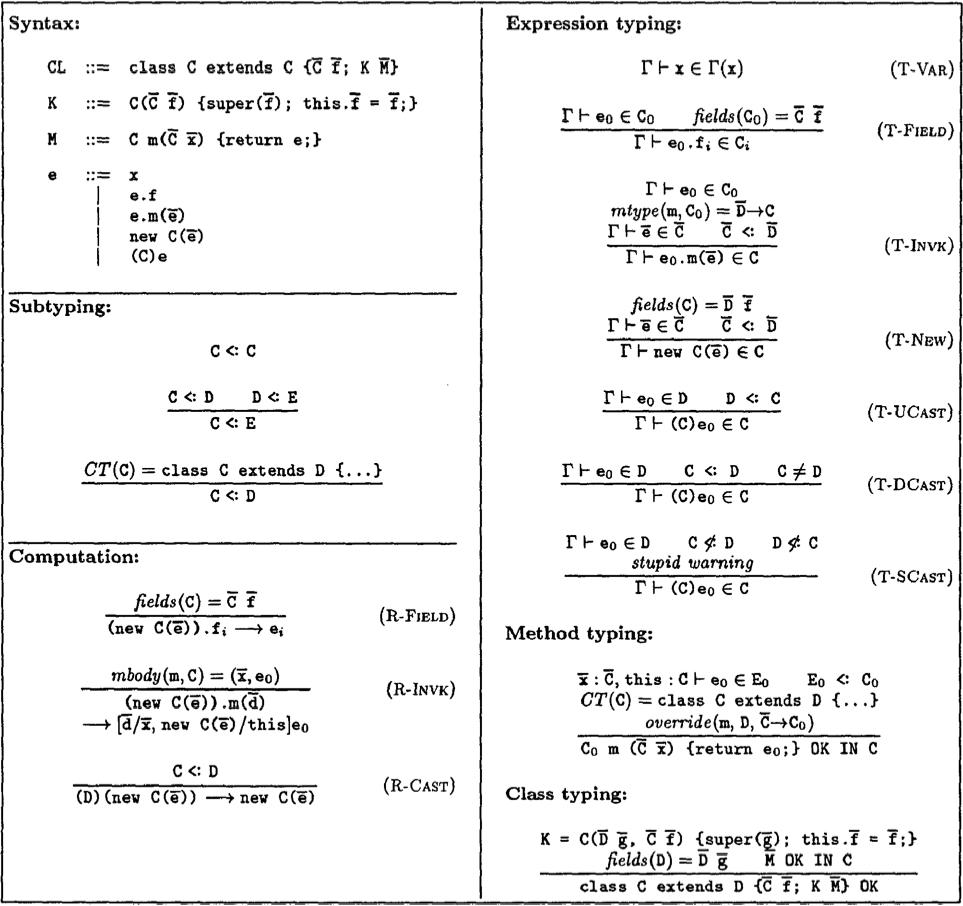 Syntax:
CL ::= class C extends C {C̅ f̅; K M̅}
K ::= C(C̅ f̅) {super(f̅); this.f̅ = f̅;}
M ::= C m(C̅ x̅) {return e;}
e ::= x
| e.f
| e.m(e̅)
| new C(e̅)
| (C)e
Subtyping:
C <: C
C <: D D <: E
C <: E
CT(C) = class C extends D {...}
C <: D
Computation:
fields(C) = C̅ f̅
(new C(e̅)).fᵢ ⟶ eᵢ (R-Field)
mbody(m, C) = (x̅, e₀)
(new C(e̅)).m(d̅) (R-Invk)
⟶ [d̅/x̅, new C(e̅)/this]e₀
C <: D
(D)(new C(e̅)) ⟶ new C(e̅) (R-Cast)
Expression typing:
Γ ⊢ x ∈ Γ(x) (T-Var)
Γ ⊢ e₀ ∈ C₀ fields(C₀) = C̅ f̅
Γ ⊢ e₀.fᵢ ∈ Cᵢ (T-Field)
Γ ⊢ e₀ ∈ C₀
mtype(m, C₀) = D̅→C
Γ ⊢ e̅ ∈ C̅ C̅ <: D̅
Γ ⊢ e₀.m(e̅) ∈ C (T-Invk)
fields(C) = D̅ f̅
Γ ⊢ e̅ ∈ C̅ C̅ <: D̅
Γ ⊢ new C(e̅) ∈ C (T-New)
Γ ⊢ e₀ ∈ D D <: C
Γ ⊢ (C)e₀ ∈ C (T-UCast)
Γ ⊢ e₀ ∈ D C <: D C ≠ D
Γ ⊢ (C)e₀ ∈ C (T-DCast)
Γ ⊢ e₀ ∈ D C ≮: D D ≮: C
stupid warning
Γ ⊢ (C)e₀ ∈ C (T-SCast)
Method typing:
x̅ : C̅, this : C ⊢ e₀ ∈ E₀ E₀ <: C₀
CT(C) = class C extends D {...}
override(m, D, C̅→C₀)
C₀ m (C̅ x̅) {return e₀;} OK IN C
Class typing:
K = C(D̅ g̅, C̅ f̅) {super(g̅); this.f̅ = f̅;}
fields(D) = D̅ g̅ M̅ OK IN C
class C extends D {C̅ f̅; K M̅} OK